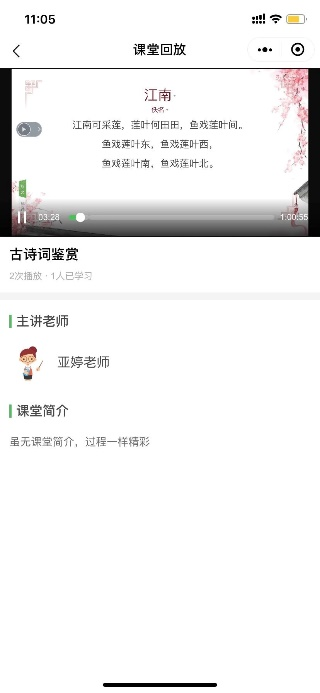 11:05
课堂回放
江南
佚名
江南可采莲，莲叶何田田，鱼戏莲叶间。
鱼戏莲叶东，鱼戏莲叶西，
鱼戏莲叶南，鱼戏莲叶北。
03:28
1:00:55
古诗词鉴赏
2次播放 · 1人已学习
主讲老师
亚婷老师
课堂简介
虽无课堂简介，过程一样精彩